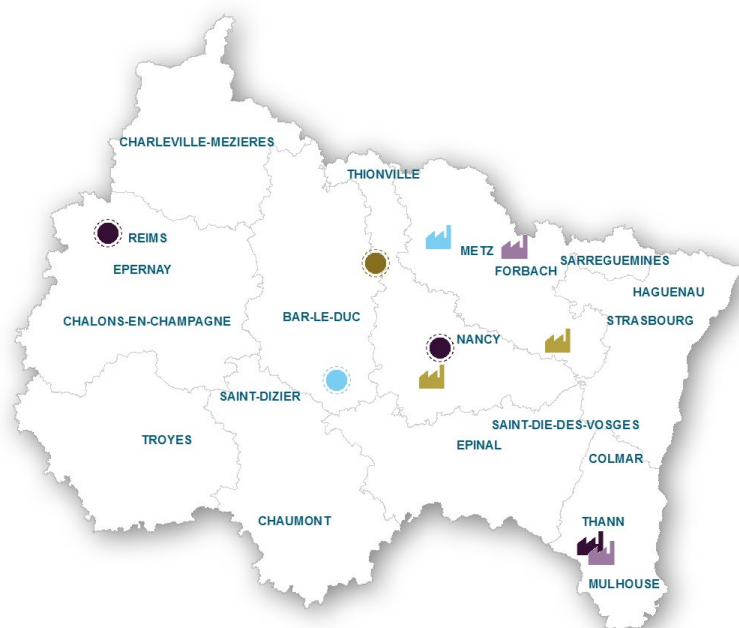 CHARLEVILLE-MEZIERES
THIONVILLE
REIMS
METZ
SARREGUEMINES
EPERNAY
FORBACH
HAGUENAU
CHALONS-EN-CHAMPAGNE
BAR-LE-DUC
STRASBOURG
NANCY
SAINT-DIZIER
SAINT-DIE-DES-VOSGES
TROYES
EPINAL
COLMAR
CHAUMONT
THANN
MULHOUSE